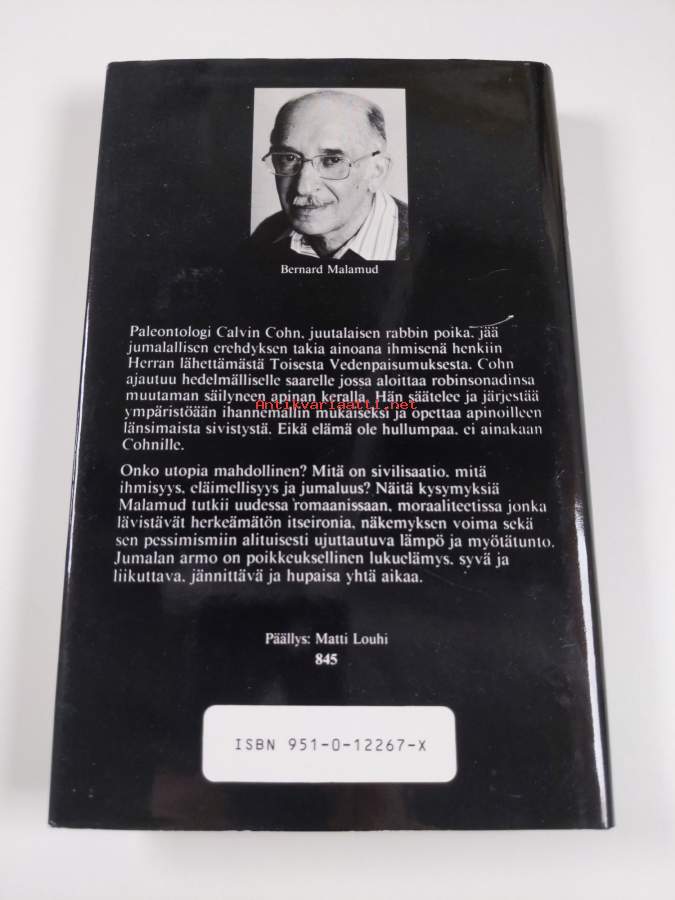 Bernard Malamud
Paleontologi Calvin Cohn, juutalaisen rabbin poika, jää
jumalallisen erehdyksen takia ainoana ihmisenä henkiin
Herran lähettämästä Toisesta Vedenpaisumuksesta. Cohn
ajautuu hedelmälliselle saarelle jossa aloittaa robinsonadinsa
muutaman säilyneen apinan keralla. Hän säätelee ja järjestää
Antikvariaatti.net
ympäristöään ihannemallin mukaiseksi ja opettaa apinoilleen
länsimaista sivistystä. Eikä elämä ole hullumpaa, ei ainakaan
Cohnille.
Onko utopia mahdollinen? Mitä on sivilisaatio, mitä
ihmisyys, eläimellisyys ja jumaluus? Näitä kysymyksiä
Malamud tutkii uudessa romaanissaan, moraliteetissa jonka
lävistävät herkeämätön itseironia, näkemyksen voima sekä
sen pessimismiin alituisesti ujuttautuva lämpö ja myötätunto.
Jumalan armo on poikkeuksellinen lukuelämys, syvä ja
liikuttava, jännittävä ja hupaisa yhtä aikaa.
Päällys: Matti Louhi
845
ISBN 951-0-12267-X